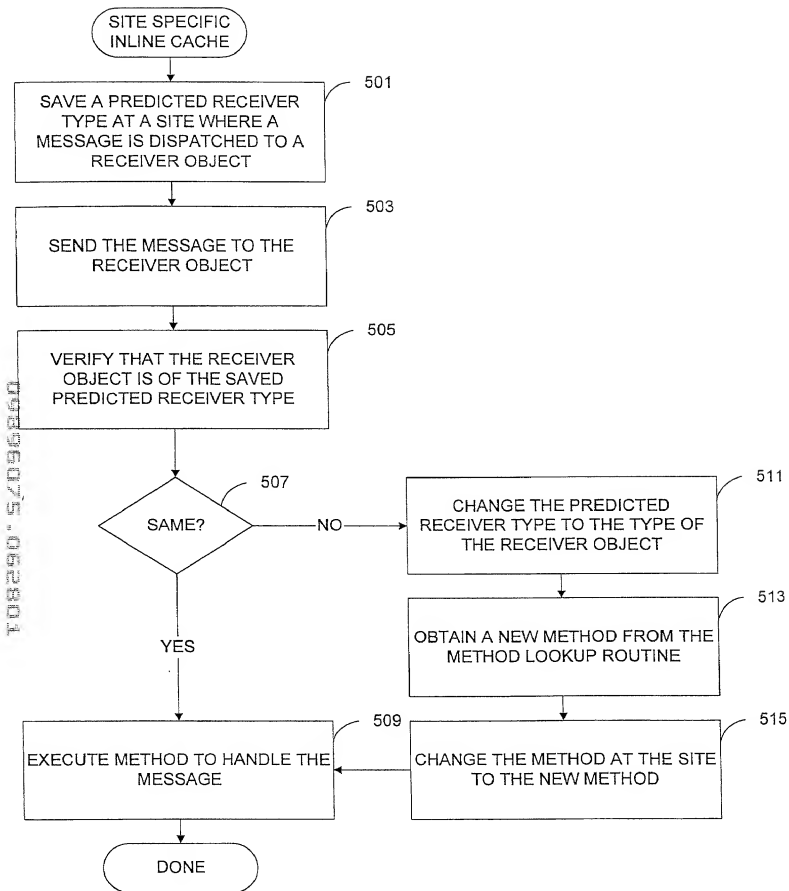 SITE SPECIFIC
INLINE CACHE
501
SAVE A PREDICTED RECEIVER
TYPE AT A SITE WHERE A
MESSAGE IS DISPATCHED TO A
RECEIVER OBJECT
503
SEND THE MESSAGE TO THE
RECEIVER OBJECT
505
VERIFY THAT THE RECEIVER
OBJECT IS OF THE SAVED
PREDICTED RECEIVER TYPE
09896075.062801
507
SAME?
NO
511
CHANGE THE PREDICTED
RECEIVER TYPE TO THE TYPE OF
THE RECEIVER OBJECT
513
OBTAIN A NEW METHOD FROM THE
METHOD LOOKUP ROUTINE
YES
509
EXECUTE METHOD TO HANDLE THE
MESSAGE
515
CHANGE THE METHOD AT THE SITE
TO THE NEW METHOD
DONE